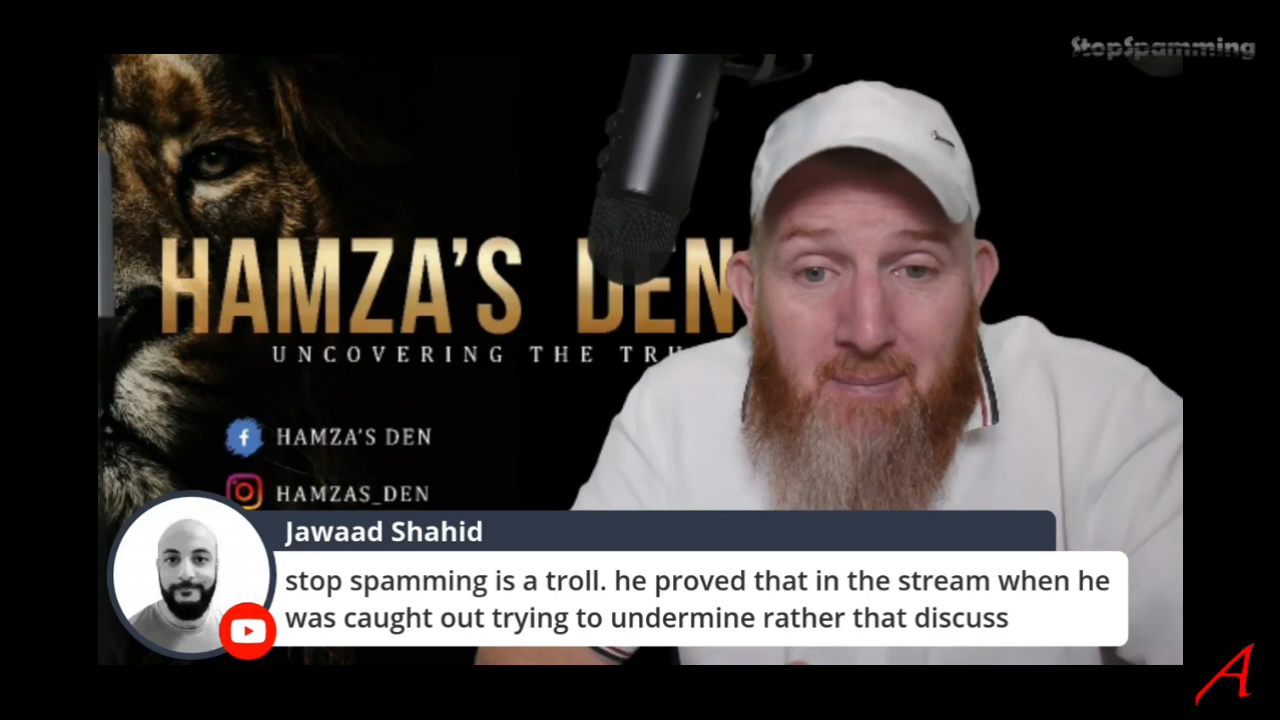 StopSpamming
HAMZA'S DEN
UNCOVERING THE TRU
HAMZA'S DEN
HAMZAS_DEN
Jawaad Shahid
stop spamming is a troll. he proved that in the stream when he
was caught out trying to undermine rather that discuss
A